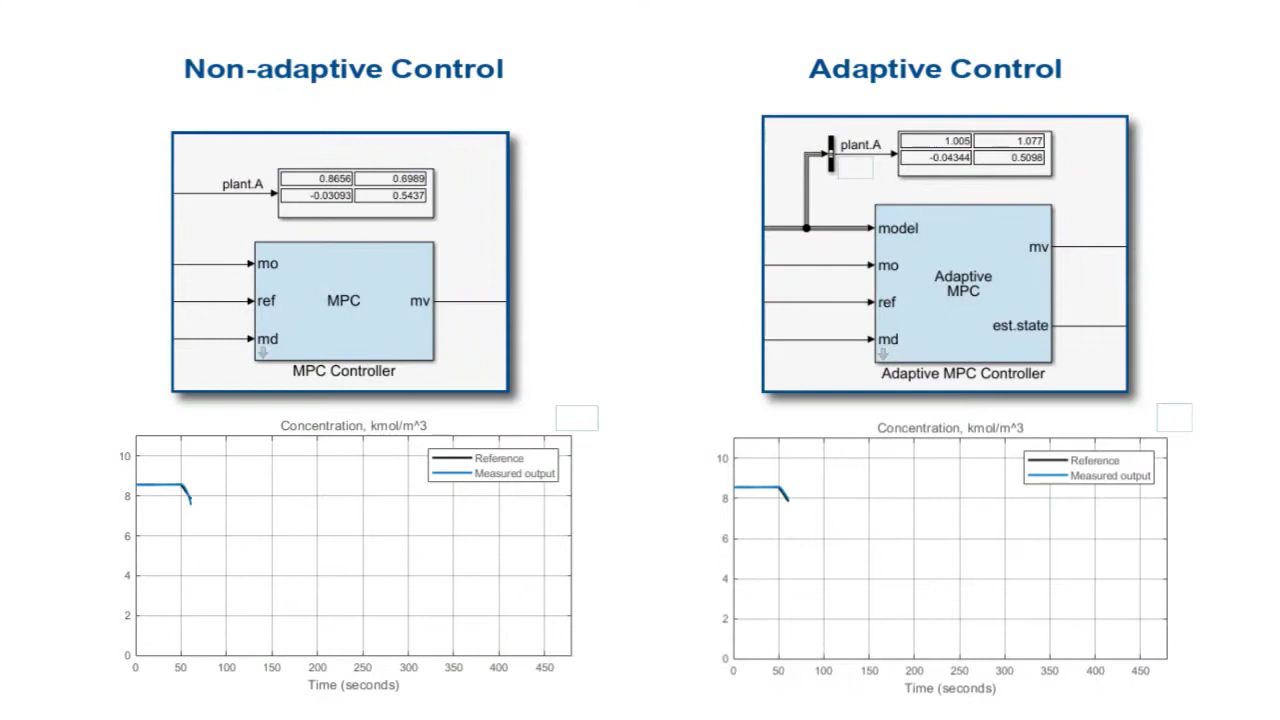 Non-adaptive Control
plant.A
0.8656 0.6989
-0.03093 0.5437
mo
ref MPC mv
md
MPC Controller
Concentration, kmol/m^3
Reference
Measured output
10
8
6
4
2
0
0 50 100 150 200 250 300 350 400 450
Time (seconds)
Adaptive Control
plant.A
1.005 1.077
-0.04344 0.5098
model
mv
mo
Adaptive
MPC
ref
est.state
md
Adaptive MPC Controller
Concentration, kmol/m^3
Reference
Measured output
10
8
6
4
2
0
0 50 100 150 200 250 300 350 400 450
Time (seconds)